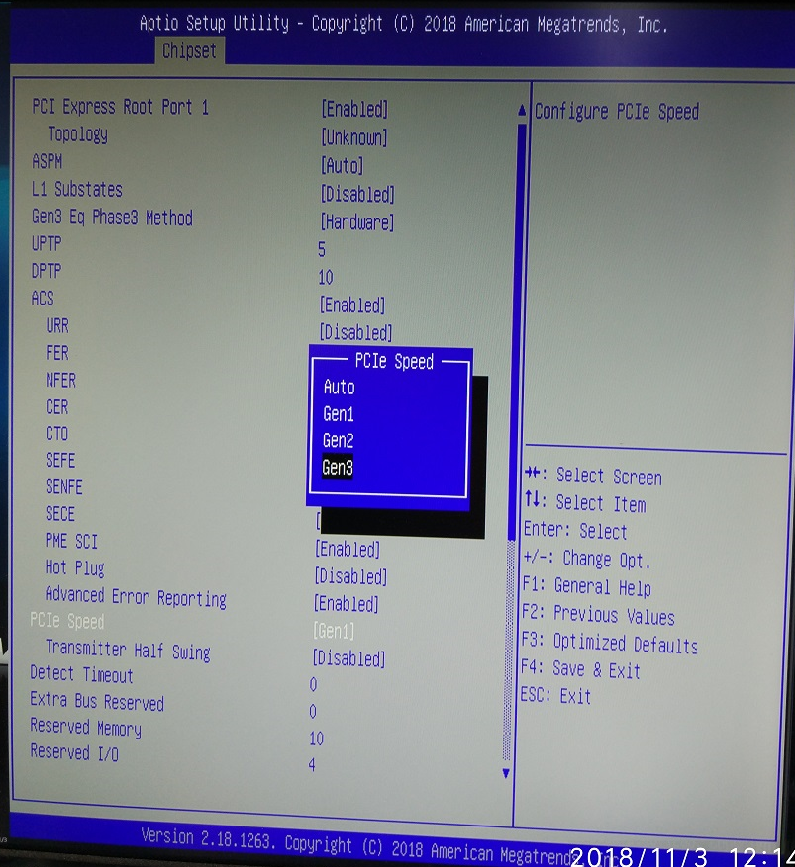 Aptio Setup Utility - Copyright (C) 2018 American Megatrends, Inc.
Chipset
PCI Express Root Port 1 [Enabled]
Topology [Unknown]
ASPM [Auto]
L1 Substates [Disabled]
Gen3 Eq Phase3 Method [Hardware]
UPTP 5
DPTP 10
ACS [Enabled]
URR [Disabled]
FER
NFER
CER
CTO
SEFE
SENFE
SECE [
PME SCI [Enabled]
Hot Plug [Disabled]
Advanced Error Reporting [Enabled]
PCIe Speed [Gen1]
Transmitter Half Swing [Disabled]
Detect Timeout 0
Extra Bus Reserved 0
Reserved Memory 10
Reserved I/O 4
PCIe Speed
Auto
Gen1
Gen2
Gen3
Configure PCIe Speed
→←: Select Screen
↑↓: Select Item
Enter: Select
+/-: Change Opt.
F1: General Help
F2: Previous Values
F3: Optimized Defaults
F4: Save & Exit
ESC: Exit
Version 2.18.1263. Copyright (C) 2018 American Megatrends
2018/11/3 12:14